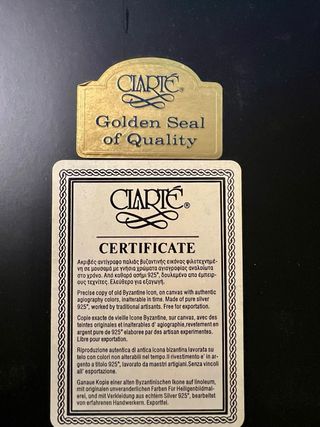 CLARTÉ®
Golden Seal
of Quality
CLARTÉ®
CERTIFICATE
Ακριβές αντίγραφο παλιάς βυζαντινής εικόνας φιλοτεχνημέ-
νη σε μουσαμά με γνήσια χρώματα αγιογραφίας αναλοίωτα
στο χρόνο. Από καθαρό ασήμι 925°, δουλεμένο από έμπει-
ρους τεχνίτες. Ελεύθερο για εξαγωγή.
Precise copy of old Byzantine Icon, on canvas with authentic
agiography colors, inalterable in time. Made of pure silver
925°, worked by traditional artisans. Free for exportation.
Copie exacte de vieille Icone Byzantine, sur canvas, avec des
teintes originales et inalterables d' agiographie,revetement en
argent pure de 925° elaboree par des artisan experimentes.
Libre pour exportation.
Riproduzione autentica di antica icona bizantina lavorata su
telo con colori non alterabili nel tempo.Il rivestimento e' in ar-
gento a titolo 925°, lavorato da maestri artigiani.Senza vincoli
all' esportazione.
Ganaue Kopie einer alten Byzantinischen Ikone auf linoleum,
mit originalen unveränderlichen Farben Für Heiligenbildmal-
erei, und mit Verkleidung aus echtem Silver 925°, bearbeitet
von erfahrenen Handwerkern. Exportfei.